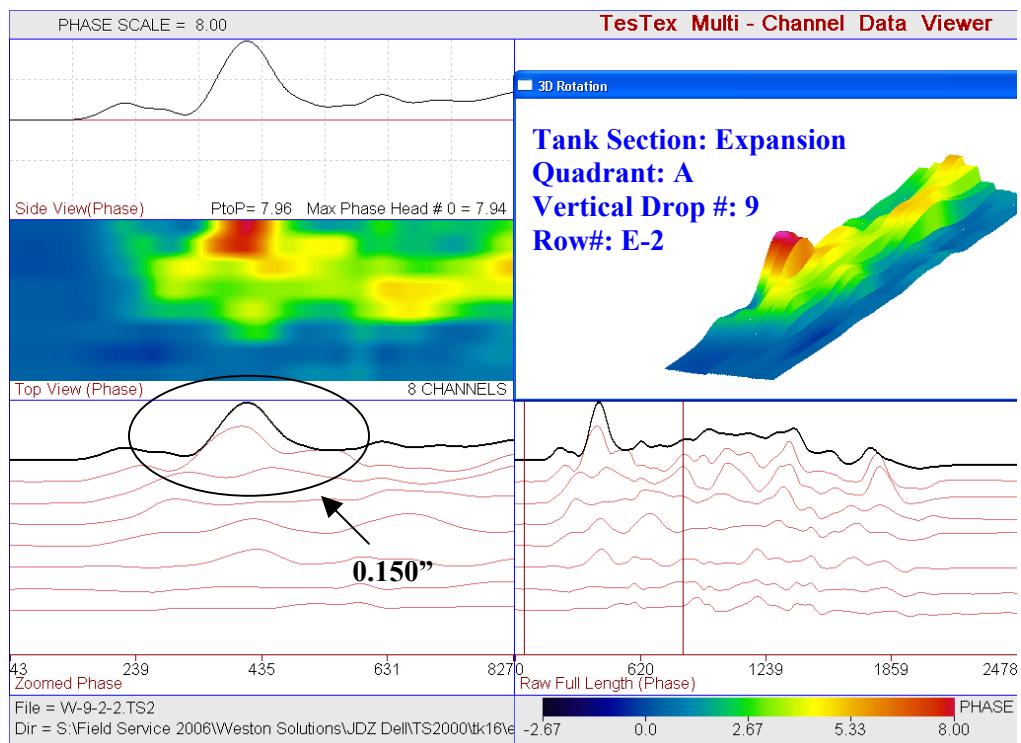 PHASE SCALE = 8.00
TesTex Multi - Channel Data Viewer
3D Rotation
Tank Section: Expansion
Quadrant: A
Vertical Drop #: 9
Row#: E-2
Side View(Phase) PtoP= 7.96 Max Phase Head # 0 = 7.94
Top View (Phase) 8 CHANNELS
0.150”
43 239 435 631 827
Zoomed Phase
0 620 1239 1859 2478
Raw Full Length (Phase)
File = W-9-2-2.TS2
Dir = S:\Field Service 2006\Weston Solutions\JDZ Dell\TS2000\tk16\e
PHASE
-2.67 0.0 2.67 5.33 8.00